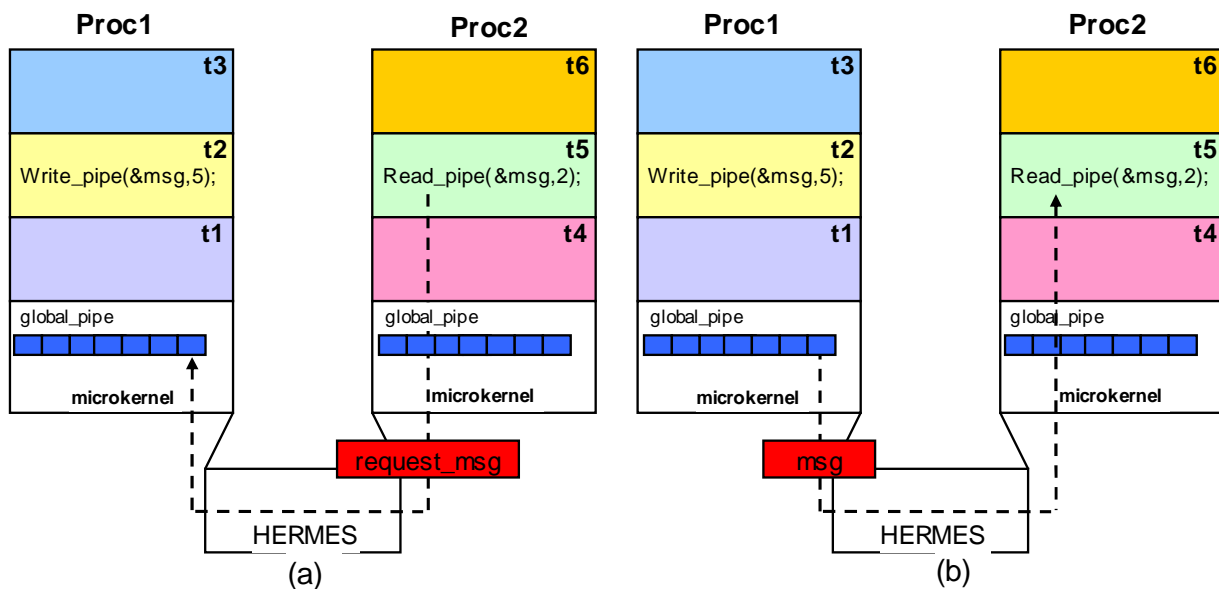 Proc1
Proc2
t3
t6
t2
Write_pipe(&msg,5);
t5
Read_pipe(&msg,2);
t1
t4
global_pipe
global_pipe
microkernel
microkernel
request_msg
HERMES
(a)
Proc1
Proc2
t3
t6
t2
Write_pipe(&msg,5);
t5
Read_pipe(&msg,2);
t1
t4
global_pipe
global_pipe
microkernel
microkernel
msg
HERMES
(b)